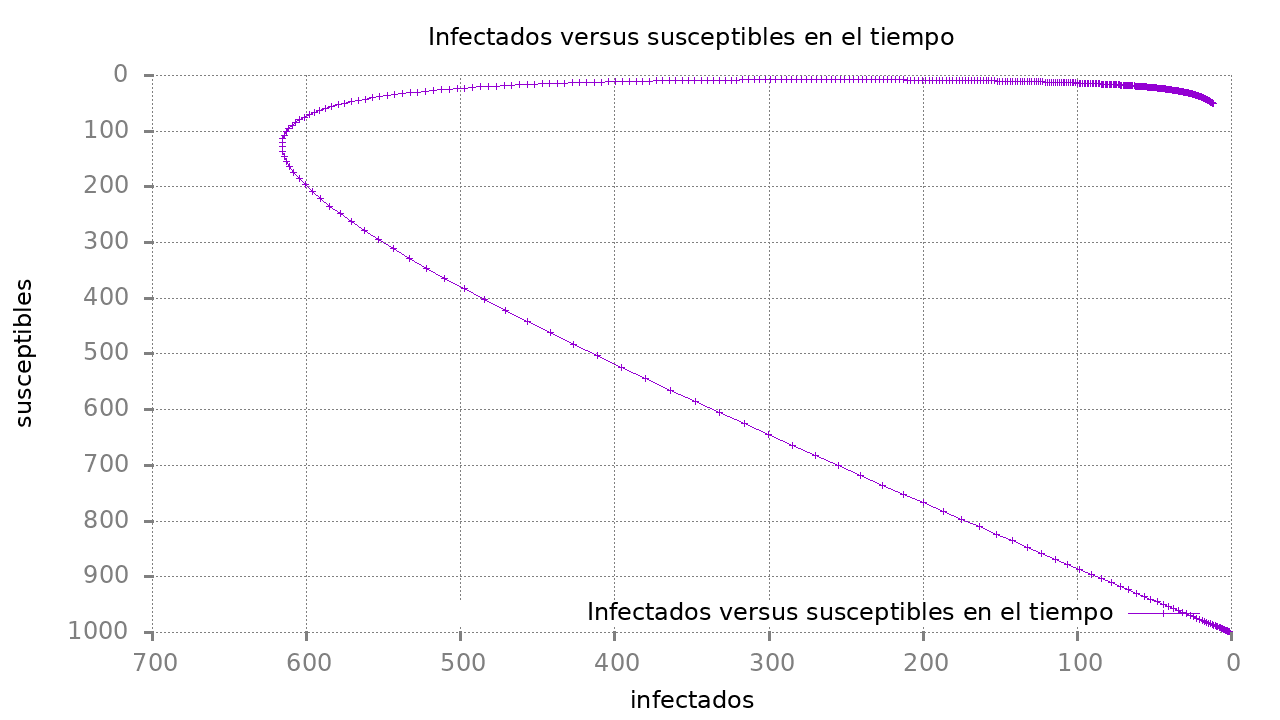 Infectados versus susceptibles en el tiempo
0
100
200
300
400
500
600
700
800
900
1000
susceptibles
Infectados versus susceptibles en el tiempo
700 600 500 400 300 200 100 0
infectados